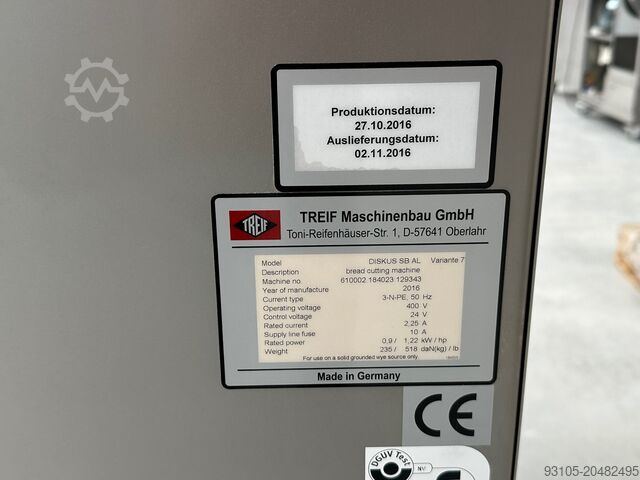 Produktionsdatum:
27.10.2016
Auslieferungsdatum:
02.11.2016
TREIF
TREIF Maschinenbau GmbH
Toni-Reifenhäuser-Str. 1, D-57641 Oberlahr
Model DISKUS SB AL Variante 7
Description bread cutting machine
Machine no 610002.184023.129343
Year of manufacture 2016
Current type 3-N-PE, 50 Hz
Operating voltage 400 V
Control voltage 24 V
Rated current 2,25 A
Supply line fuse 10 A
Rated power 0,9 / 1,22 kW / hp
Weight 235 / 518 daN(kg) / lb
For use on a solid grounded wye source only
Made in Germany
CE
DGUV Test
NV
93105-20482495